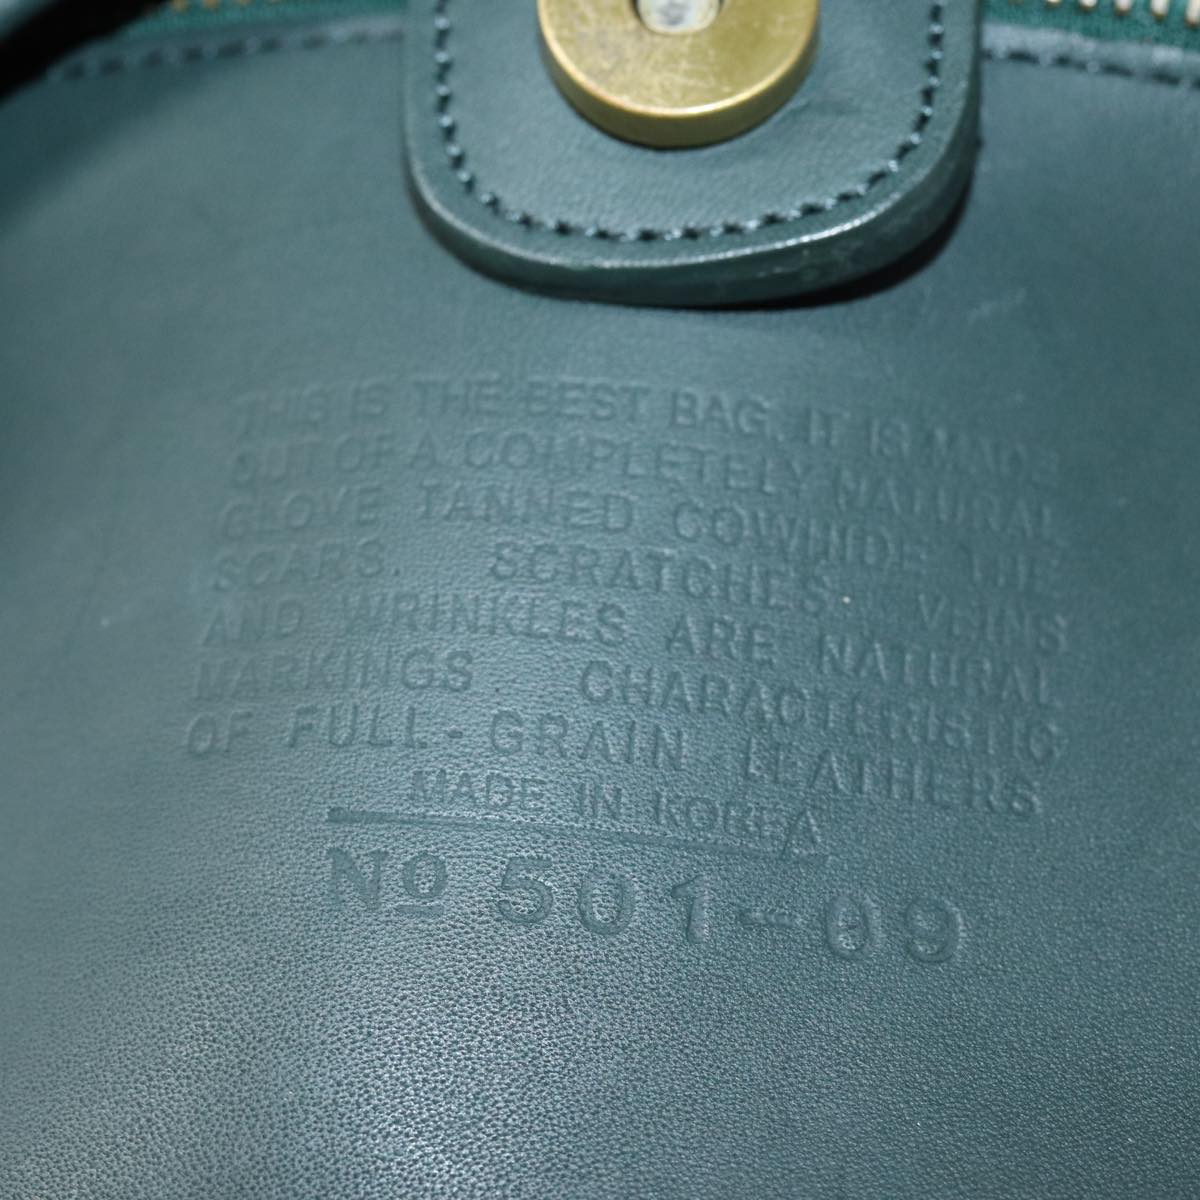 THIS IS THE BEST BAG. IT IS MADE
OUT OF A COMPLETELY NATURAL
GLOVE TANNED COWHIDE THE
SCARS. SCRATCHES. VEINS
AND WRINKLES ARE NATURAL
MARKINGS. CHARACTERISTIC
OF FULL-GRAIN LEATHERS
MADE IN KOREA
No 501-09